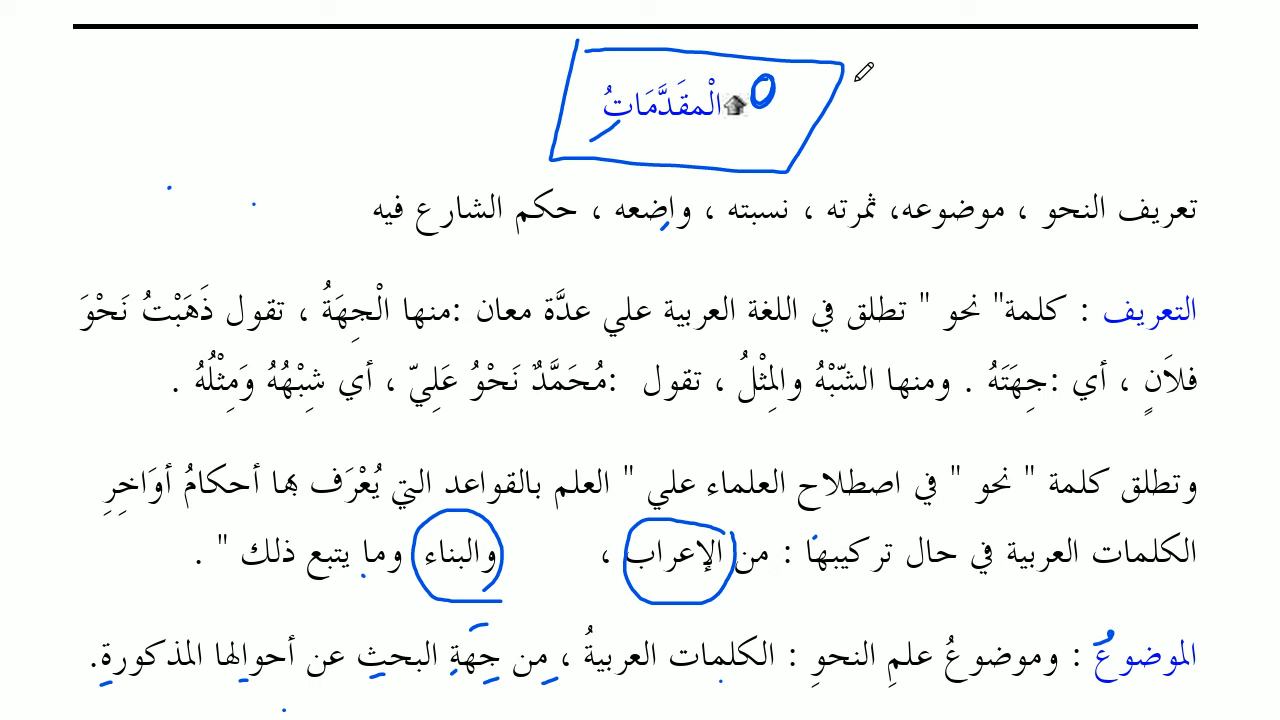 الْمقَدَّمَاتُ
تعريف النحو ، موضوعه، ثمرته ، نسبته ، واضعه ، حكم الشارع فيه
التعريف : كلمة" نحو " تطلق في اللغة العربية علي عدَّة معان :منها الْجِهَةُ ، تقول ذَهَبْتُ نَحْوَ
فلاَنٍ ، أي :جِهَتَهُ . ومنها الشّبْهُ والمِثْلُ ، تقول :مُحَمَّدٌ نَحْوُ عَلِيّ ، أي شِبْهُهُ وَمِثْلُهُ .
وتطلق كلمة " نحو " في اصطلاح العلماء علي " العلم بالقواعد التي يُعْرَف بها أحكامُ أوَاخِرِ
الكلمات العربية في حال تركيبها : من الإعراب ، والبناء وما يتبع ذلك " .
الموضوعُ : وموضوعُ علمِ النحوِ : الكلمات العربيةُ ، مِن جِهَةِ البحثِ عن أحوالها المذكورةِ.